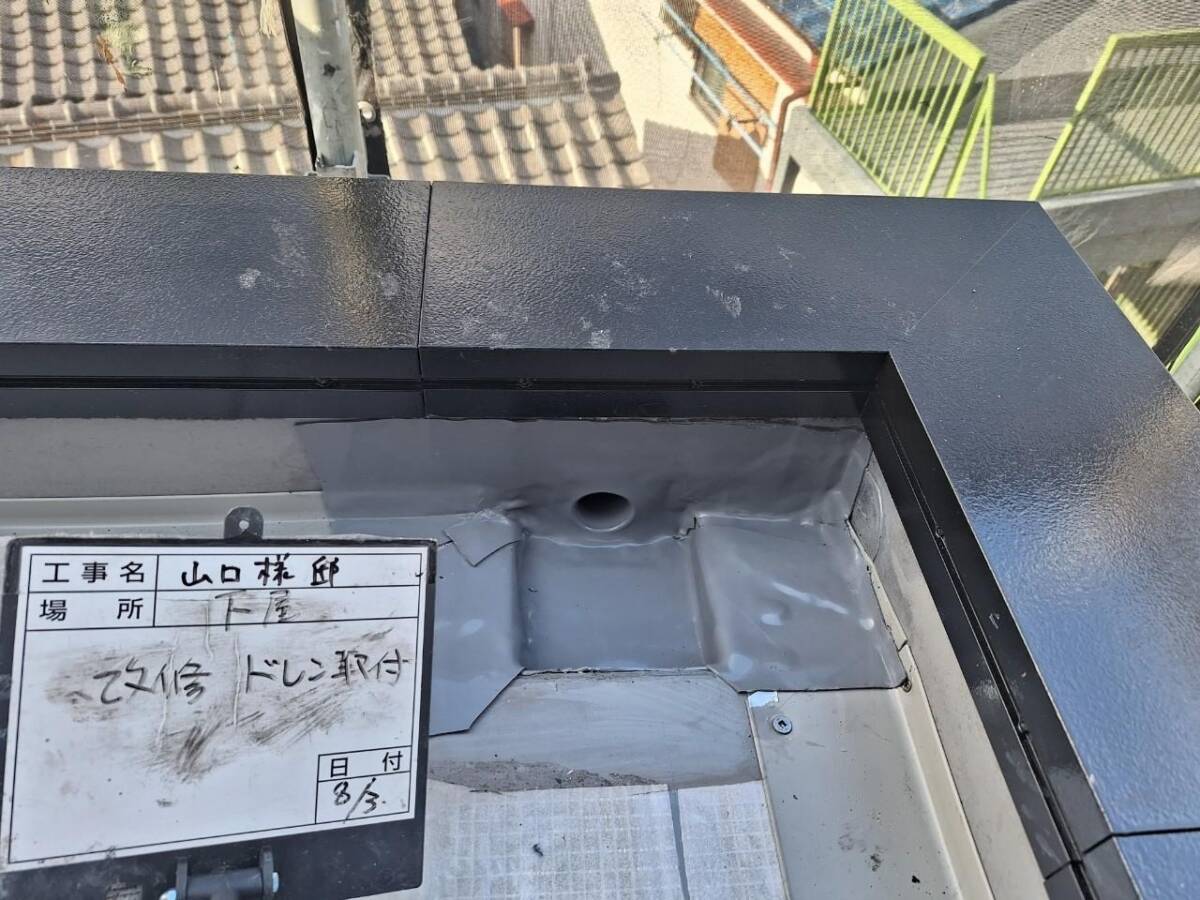 工事名 山口様邸
場所 下屋
改修 ドレン取付
日付
8/3